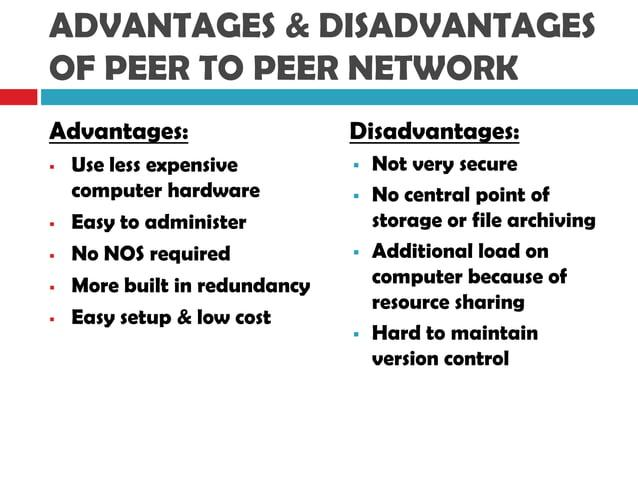 ADVANTAGES & DISADVANTAGES
OF PEER TO PEER NETWORK
Advantages:
▪ Use less expensive
computer hardware
▪ Easy to administer
▪ No NOS required
▪ More built in redundancy
▪ Easy setup & low cost
Disadvantages:
▪ Not very secure
▪ No central point of
storage or file archiving
▪ Additional load on
computer because of
resource sharing
▪ Hard to maintain
version control